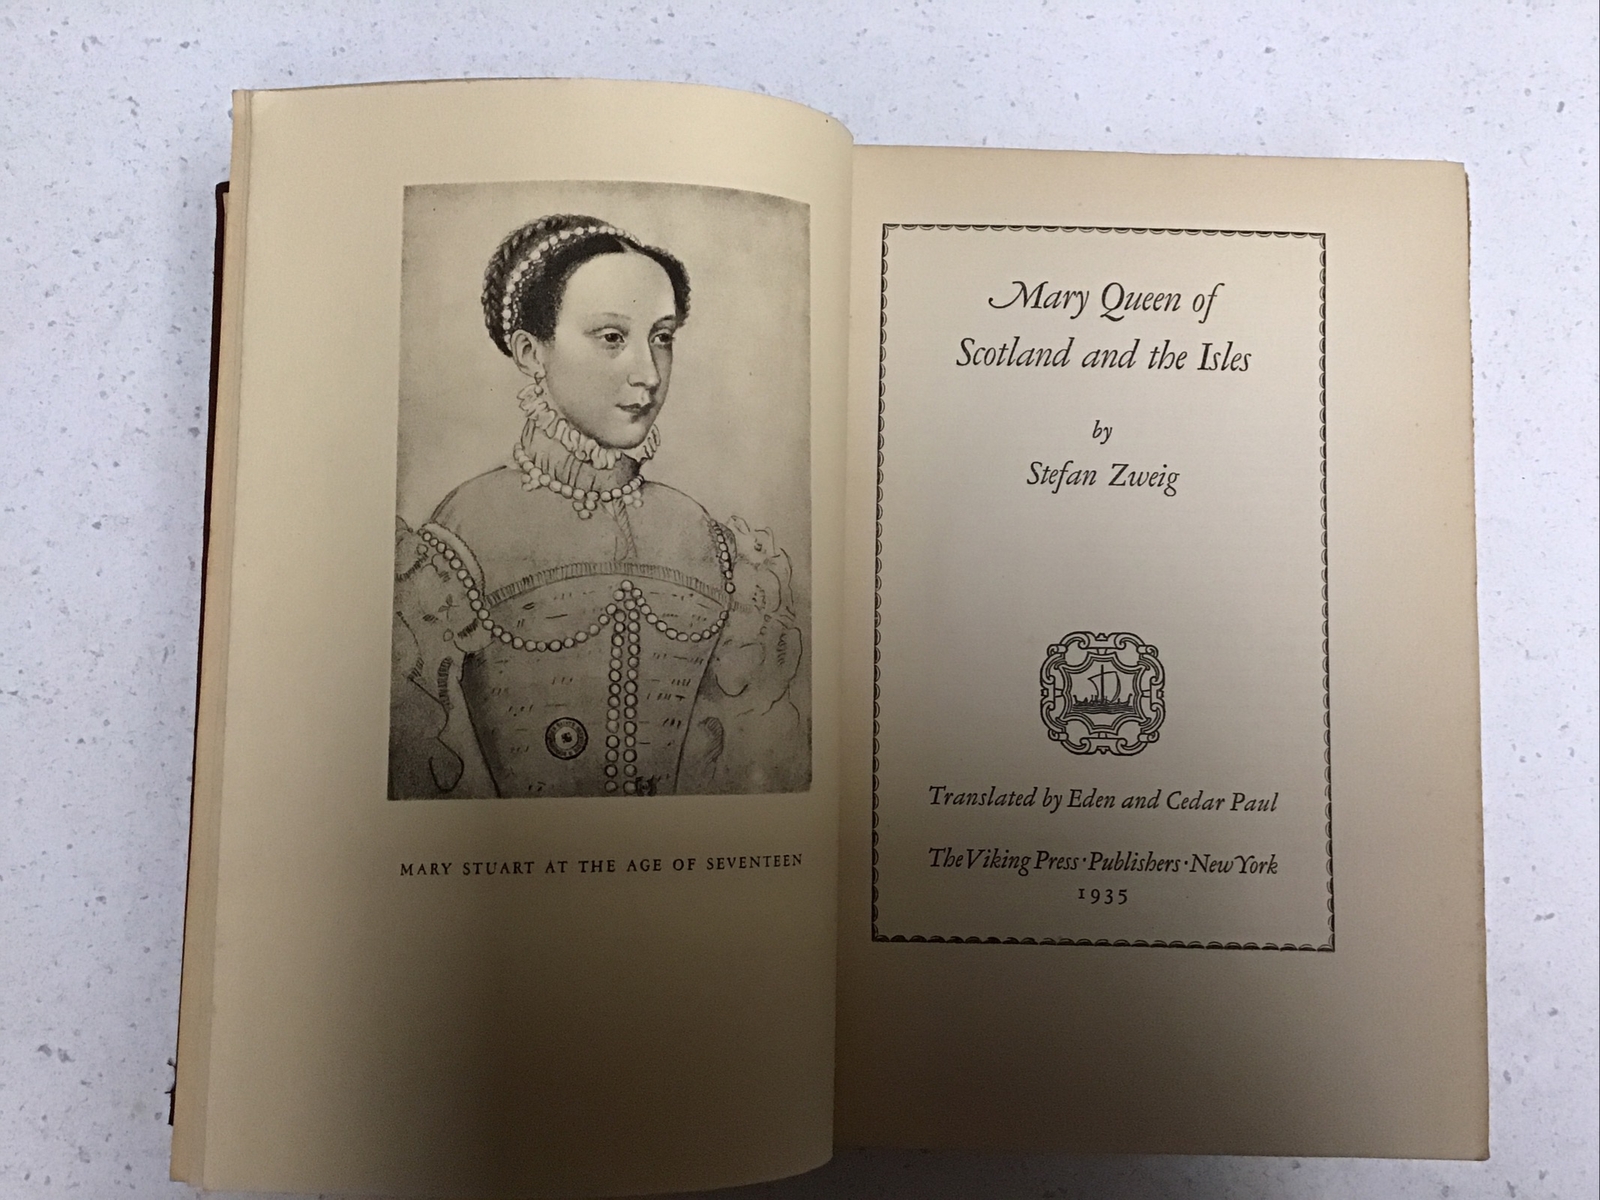 MARY STUART AT THE AGE OF SEVENTEEN
Mary Queen of
Scotland and the Isles
by
Stefan Zweig
Translated by Eden and Cedar Paul
The Viking Press · Publishers · New York
1935